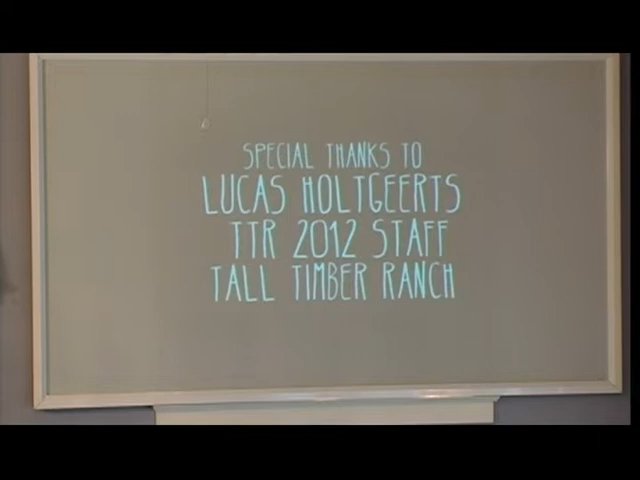 SPECIAL THANKS TO
LUCAS HOLTGEERTS
TTR 2012 STAFF
TALL TIMBER RANCH